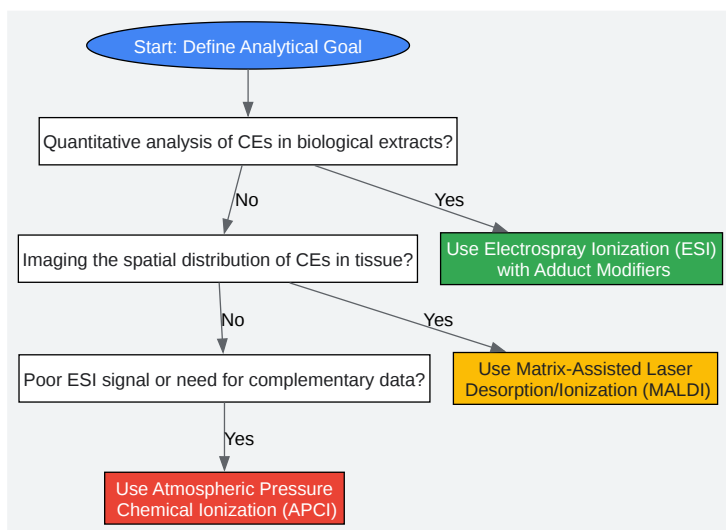 Start: Define Analytical Goal
Quantitative analysis of CEs in biological extracts?
No
Yes
Imaging the spatial distribution of CEs in tissue?
Use Electrospray Ionization (ESI)
with Adduct Modifiers
No
Yes
Poor ESI signal or need for complementary data?
Use Matrix-Assisted Laser
Desorption/Ionization (MALDI)
Yes
Use Atmospheric Pressure
Chemical Ionization (APCI)